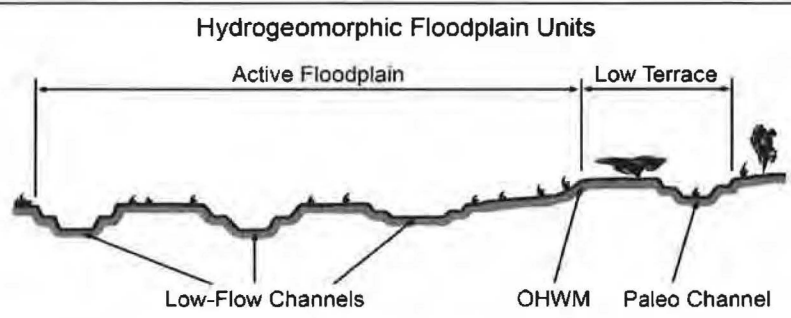 Hydrogeomorphic Floodplain Units
Active Floodplain
Low Terrace
Low-Flow Channels
OHWM
Paleo Channel